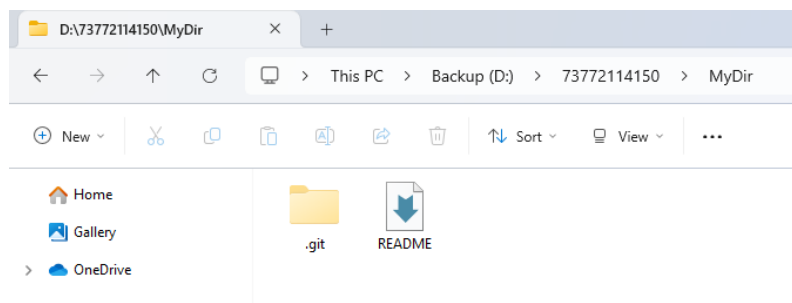 D:\73772114150\MyDir
This PC > Backup (D:) > 73772114150 > MyDir
New Sort View
Home
Gallery
.git README
OneDrive